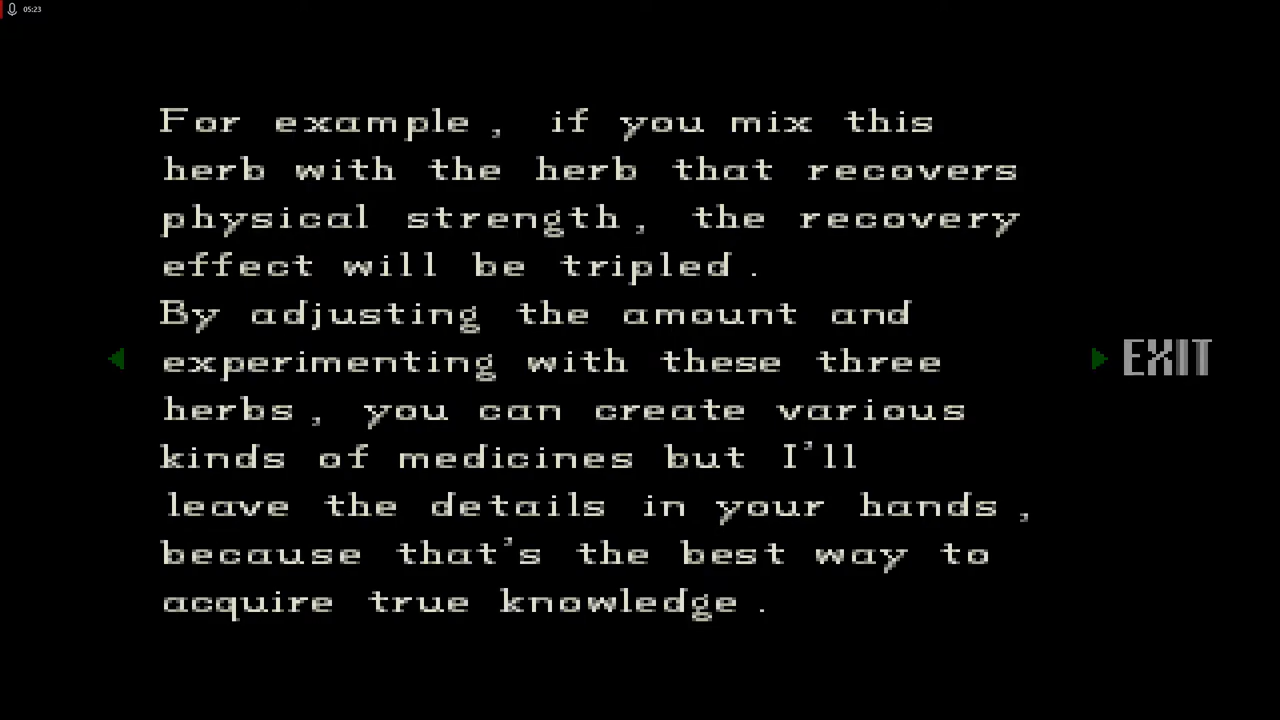 05:23
For example, if you mix this
herb with the herb that recovers
physical strength, the recovery
effect will be tripled.
By adjusting the amount and
experimenting with these three
herbs, you can create various
kinds of medicines but I'll
leave the details in your hands,
because that's the best way to
acquire true knowledge.
EXIT